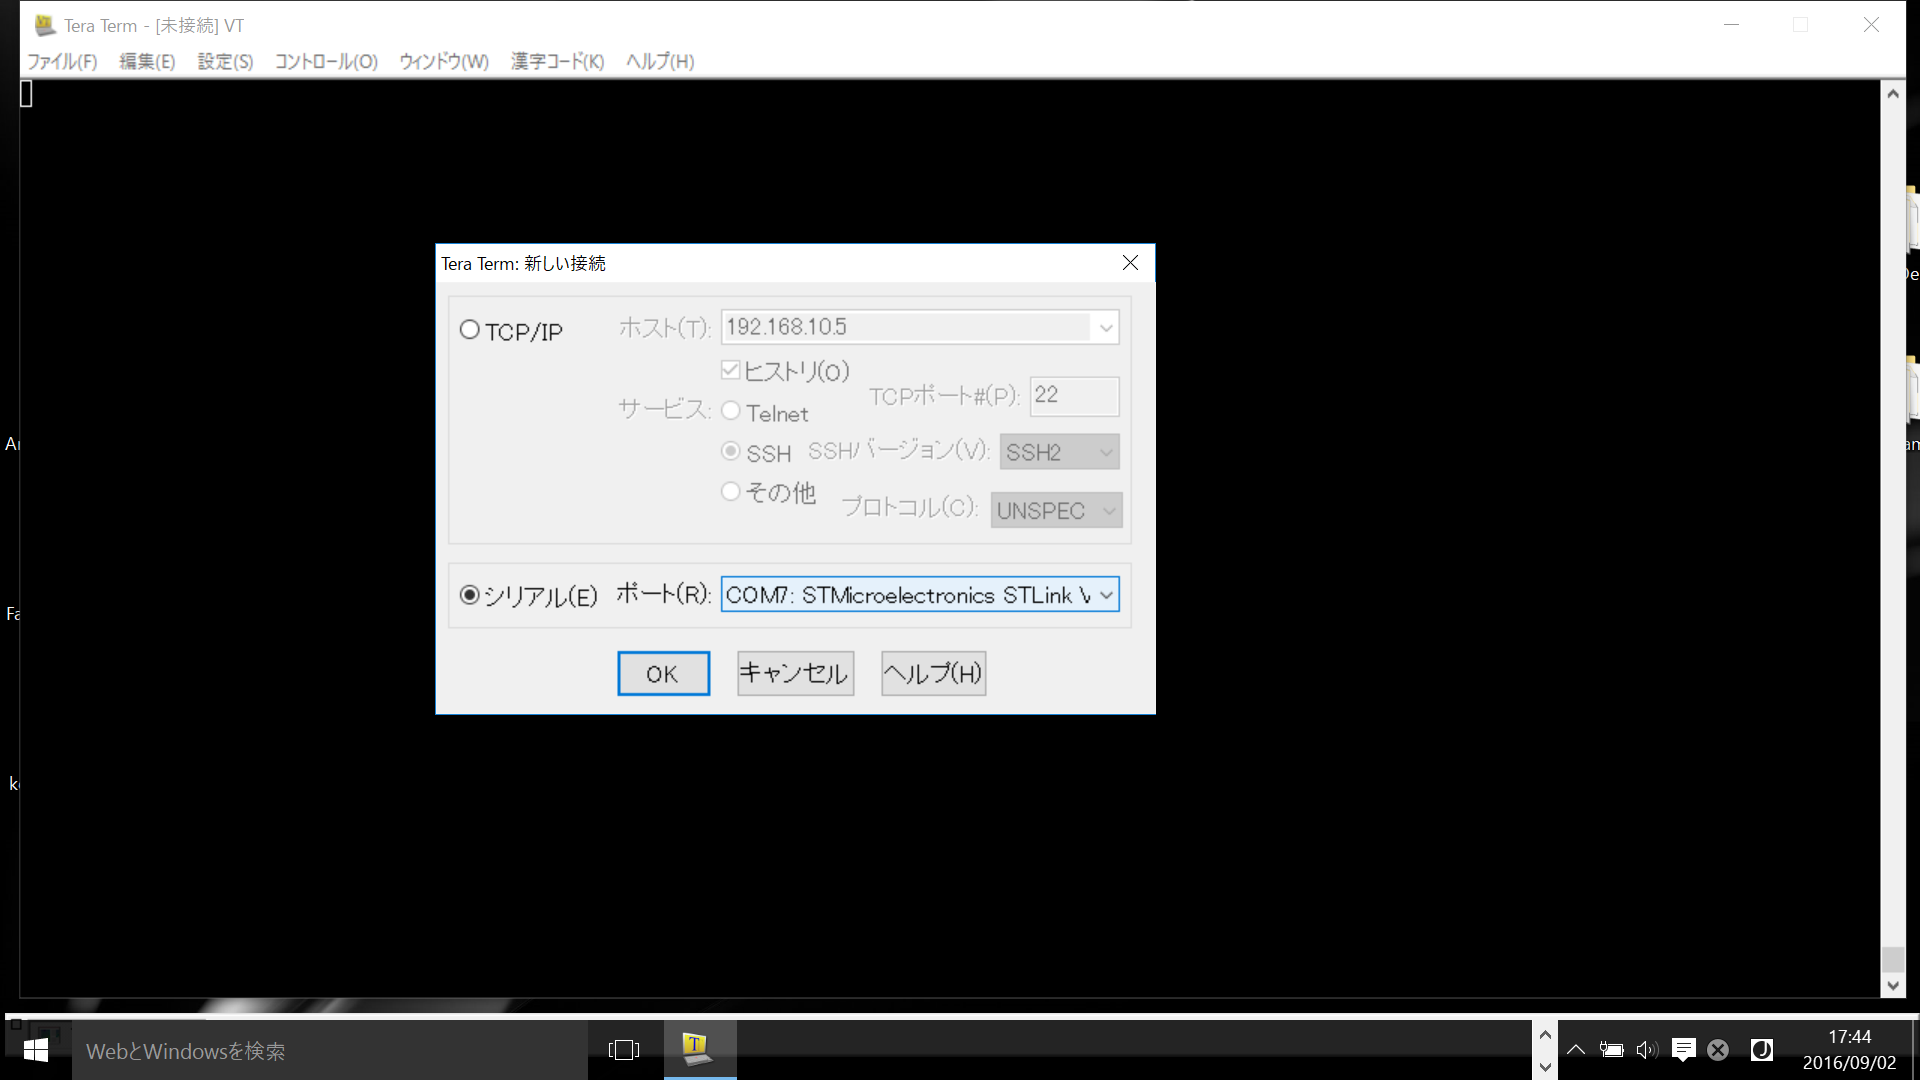 Tera Term - [未接続] VT
ファイル(F) 編集(E) 設定(S) コントロール(O) ウィンドウ(W) 漢字コード(K) ヘルプ(H)
Tera Term: 新しい接続
TCP/IP ホスト(T): 192.168.10.5
ヒストリ(O)
サービス: Telnet TCPポート#(P): 22
SSH SSHバージョン(V): SSH2
その他 プロトコル(C): UNSPEC
シリアル(E) ポート(R): COM7: STMicroelectronics STLink V
OK キャンセル ヘルプ(H)
WebとWindowsを検索
17:44
2016/09/02